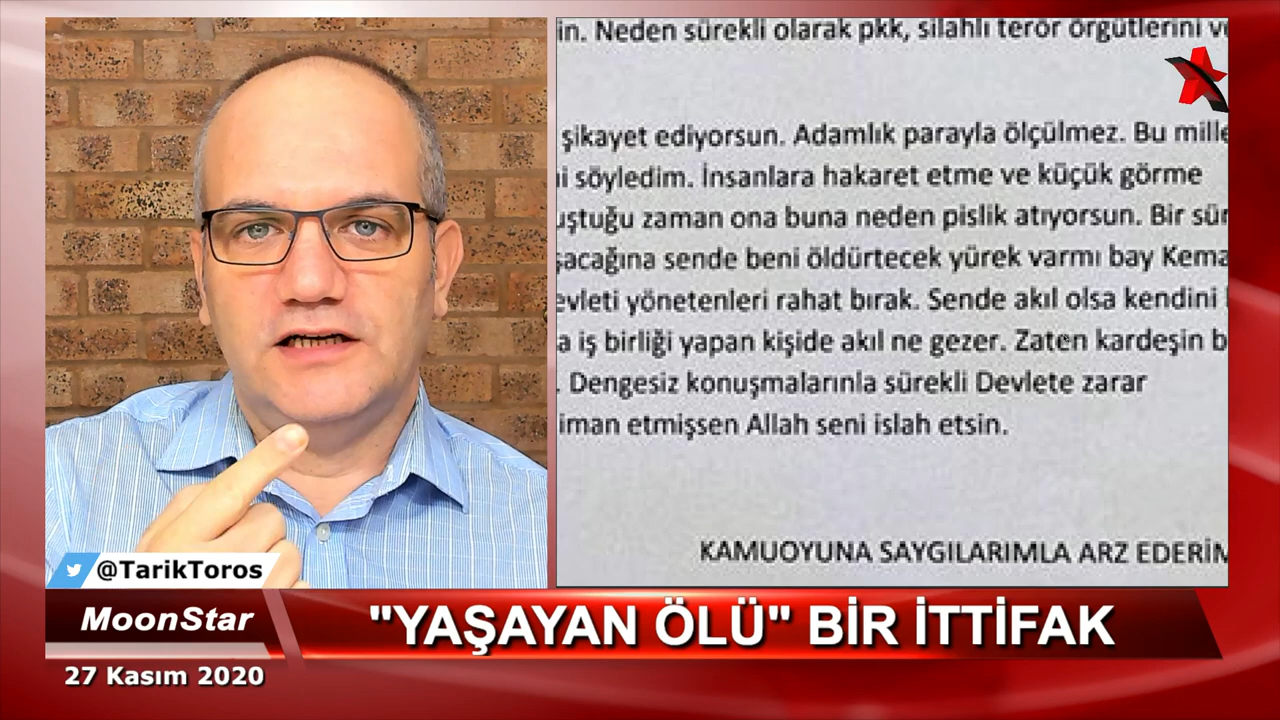 in. Neden sürekli olarak pkk, silahlı terör örgütlerini ve
şikayet ediyorsun. Adamlık parayla ölçülmez. Bu mille
i söyledim. İnsanlara hakaret etme ve küçük görme
uştuğu zaman ona buna neden pislik atıyorsun. Bir sür
şacağına sende beni öldürtecek yürek varmı bay Kema
evleti yönetenleri rahat bırak. Sende akıl olsa kendini
a iş birliği yapan kişide akıl ne gezer. Zaten kardeşin b
. Dengesiz konuşmalarınla sürekli Devlete zarar
iman etmişsen Allah seni islah etsin.
KAMUOYUNA SAYGILARIMLA ARZ EDERİM
@TarikToros
MoonStar
"YAŞAYAN ÖLÜ" BİR İTTİFAK
27 Kasım 2020